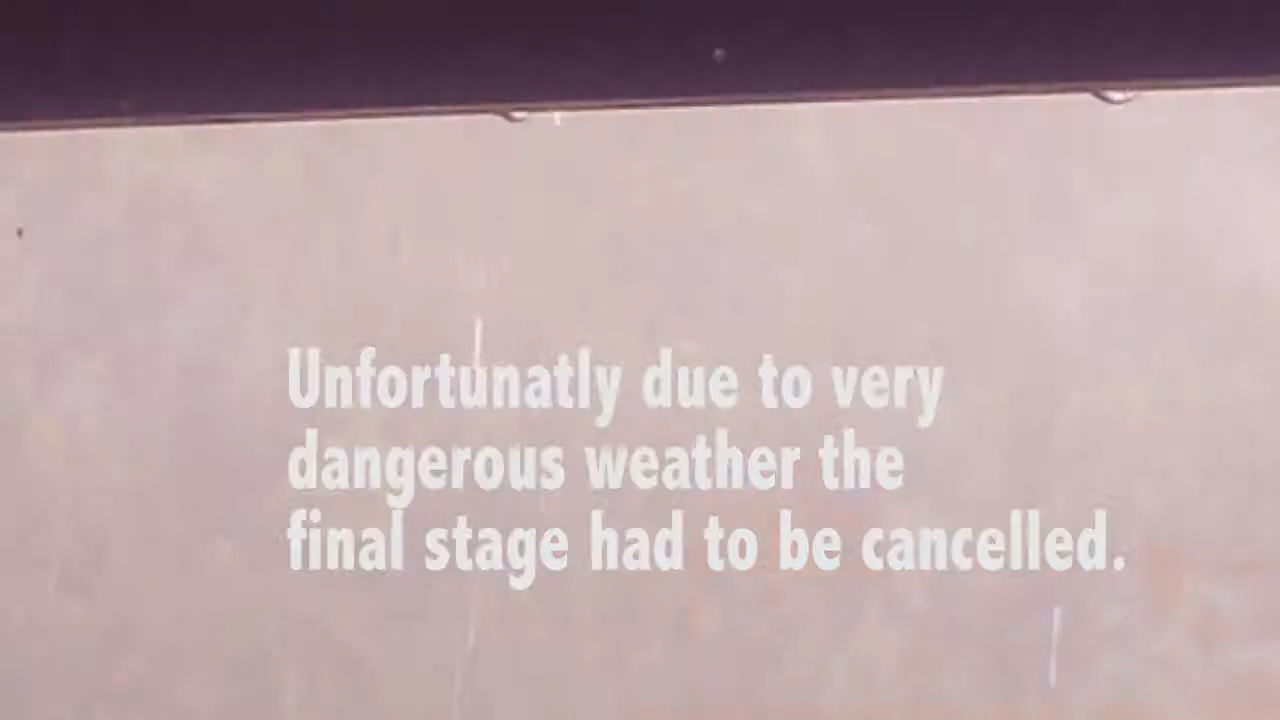 Unfortunatly due to very
dangerous weather the
final stage had to be cancelled.